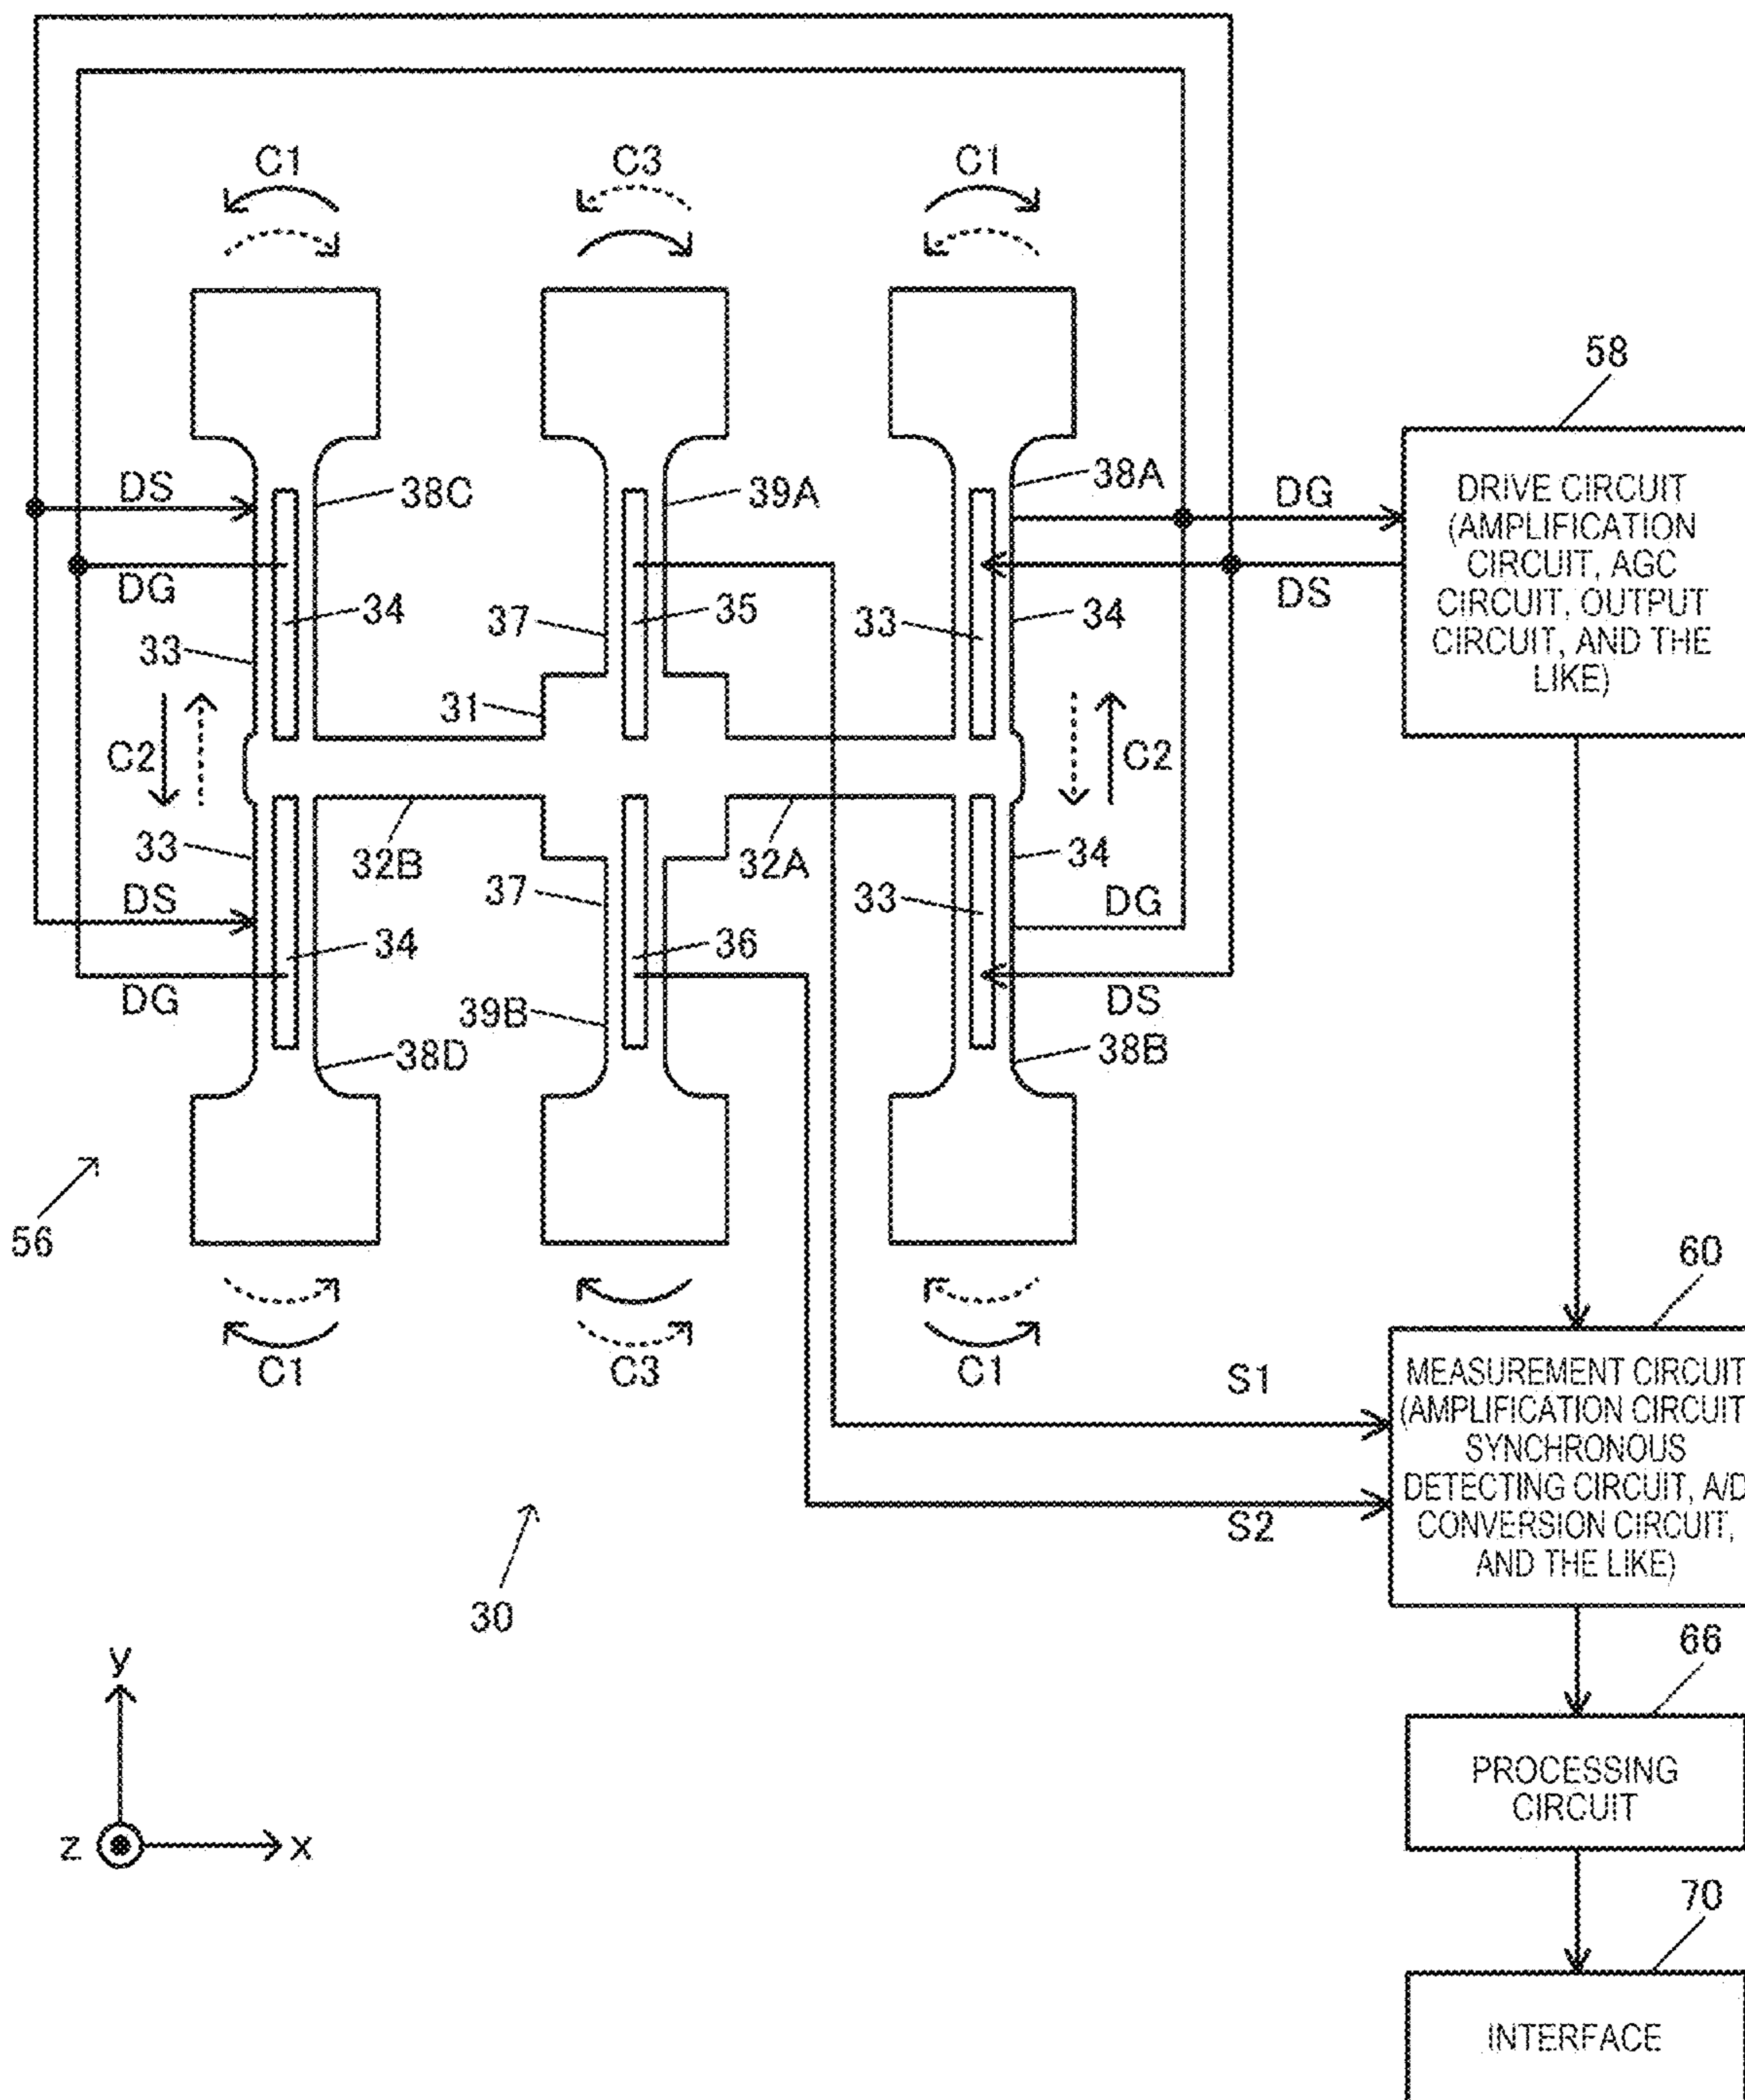 C1
C3
C1
58
DS
38C
39A
38A
DG
DRIVE CIRCUIT
(AMPLIFICATION
CIRCUIT, AGC
CIRCUIT, OUTPUT
CIRCUIT, AND THE
LIKE)
DG
34
37
35
33
34
DS
33
31
C2
C2
33
32B
32A
34
DS
37
33
DG
34
36
DG
39B
DS
38D
38B
56
60
C1
C3
C1
S1
MEASUREMENT CIRCUIT
(AMPLIFICATION CIRCUIT
SYNCHRONOUS
DETECTING CIRCUIT, A/D
CONVERSION CIRCUIT,
AND THE LIKE)
S2
30
66
y
PROCESSING
CIRCUIT
z
x
70
INTERFACE